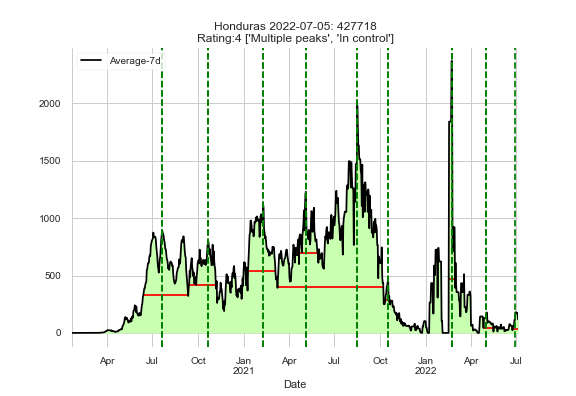 Honduras 2022-07-05: 427718
Rating:4 ['Multiple peaks', 'In control']
Average-7d
2000
1500
1000
500
0
Apr Jul Oct Jan Apr Jul Oct Jan Apr Jul
2021 2022
Date